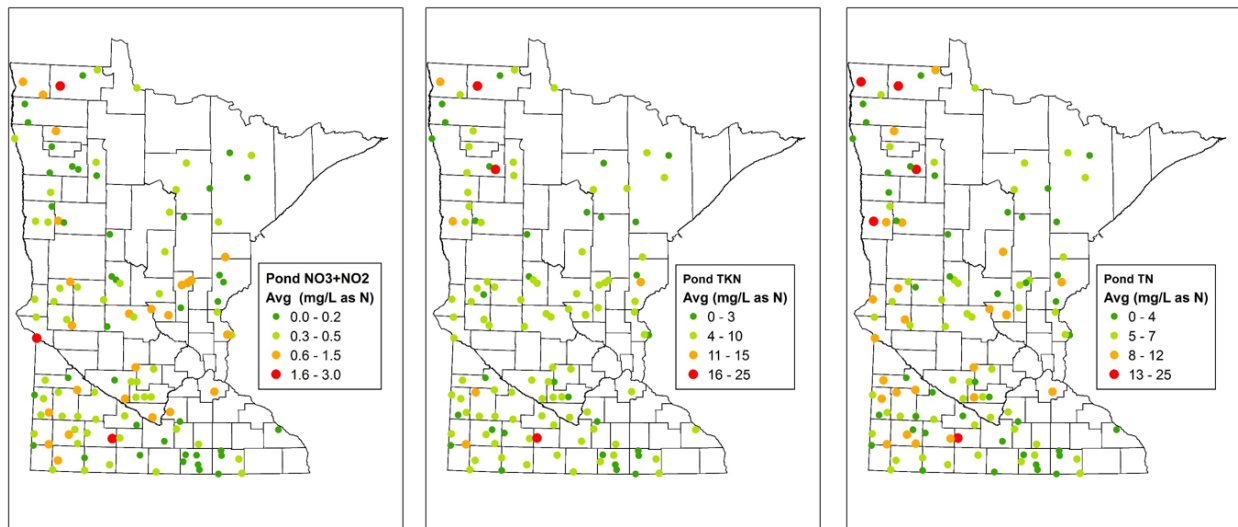 Pond NO3+NO2
Avg (mg/L as N)
0.0 - 0.2
0.3 - 0.5
0.6 - 1.5
1.6 - 3.0
Pond TKN
Avg (mg/L as N)
0 - 3
4 - 10
11 - 15
16 - 25
Pond TN
Avg (mg/L as N)
0 - 4
5 - 7
8 - 12
13 - 25